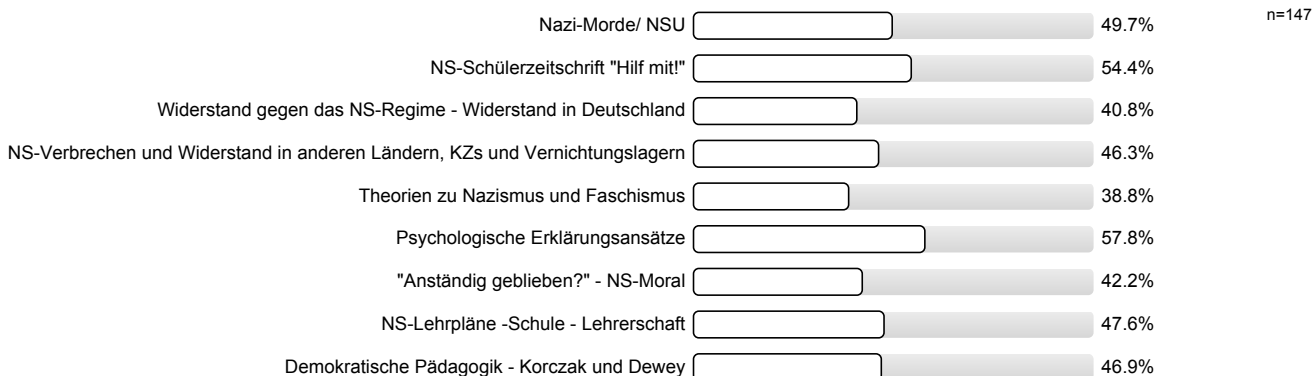 n=147
Nazi-Morde/ NSU 49.7%
NS-Schülerzeitschrift "Hilf mit!" 54.4%
Widerstand gegen das NS-Regime - Widerstand in Deutschland 40.8%
NS-Verbrechen und Widerstand in anderen Ländern, KZs und Vernichtungslagern 46.3%
Theorien zu Nazismus und Faschismus 38.8%
Psychologische Erklärungsansätze 57.8%
"Anständig geblieben?" - NS-Moral 42.2%
NS-Lehrpläne -Schule - Lehrerschaft 47.6%
Demokratische Pädagogik - Korczak und Dewey 46.9%